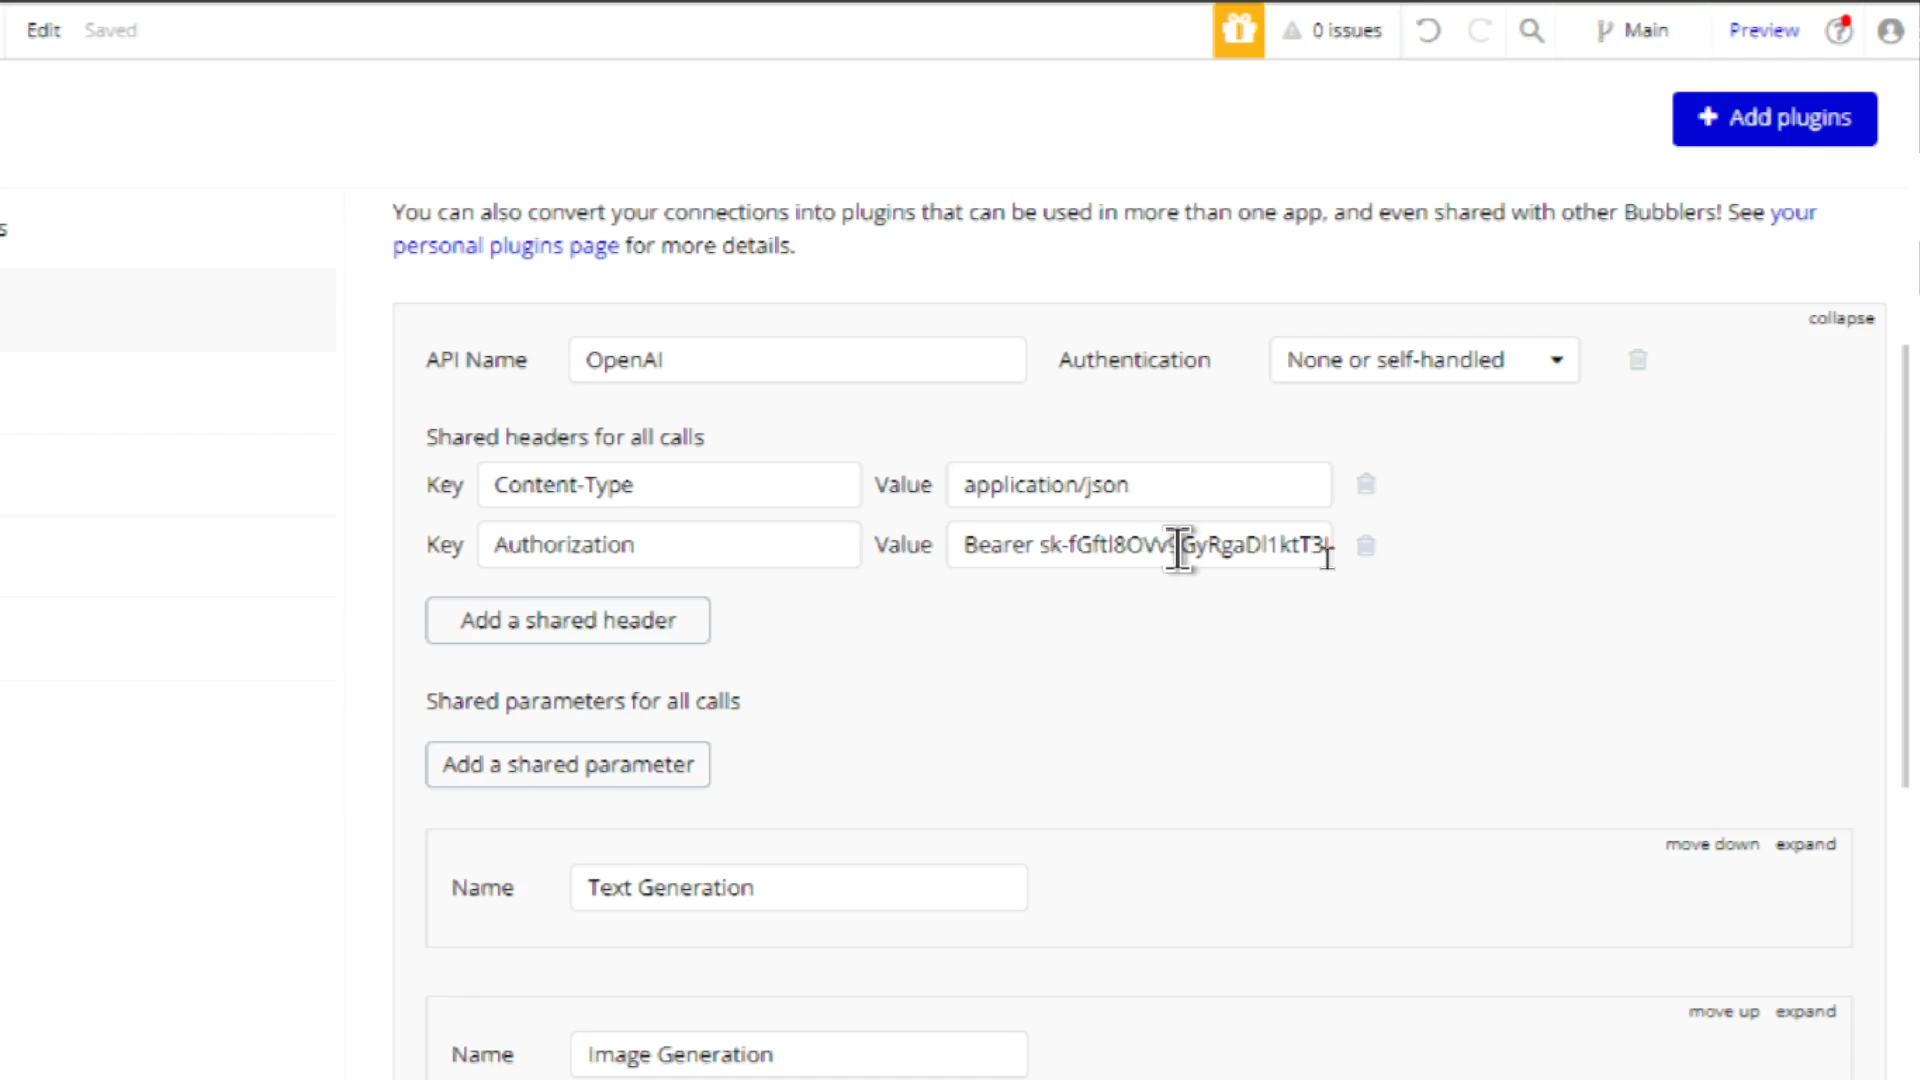 Edit Saved 0 issues Main Preview
Add plugins
s
You can also convert your connections into plugins that can be used in more than one app, and even shared with other Bubblers! See your
personal plugins page for more details.
collapse
API Name OpenAI Authentication None or self-handled
Shared headers for all calls
Key Content-Type Value application/json
Key Authorization Value Bearer
Add a shared header
Shared parameters for all calls
Add a shared parameter
move down expand
Name Text Generation
move up expand
Name Image Generation